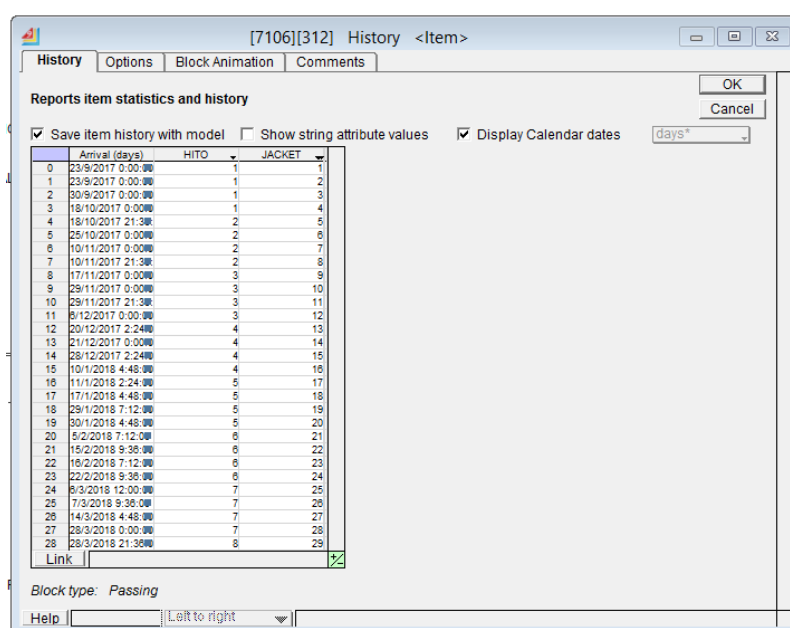 [7106][312] History <Item>
History Options Block Animation Comments
OK
Reports item statistics and history
Cancel
Save item history with model Show string attribute values Display Calendar dates days*
Arrival (days) HITO JACKET
0 23/9/2017 0:00: 1 1
1 23/9/2017 0:00: 1 2
2 30/9/2017 0:00: 1 3
3 18/10/2017 0:00 1 4
4 18/10/2017 21:3 2 5
5 25/10/2017 0:00 2 6
6 10/11/2017 0:00 2 7
7 10/11/2017 21:3 2 8
8 17/11/2017 0:00 3 9
9 29/11/2017 0:00 3 10
10 29/11/2017 21:3 3 11
11 6/12/2017 0:00: 3 12
12 20/12/2017 2:24 4 13
13 21/12/2017 0:00 4 14
14 28/12/2017 2:24 4 15
15 10/1/2018 4:48: 4 16
16 11/1/2018 2:24: 5 17
17 17/1/2018 4:48: 5 18
18 29/1/2018 7:12: 5 19
19 30/1/2018 4:48: 5 20
20 5/2/2018 7:12:0 6 21
21 15/2/2018 9:36: 6 22
22 16/2/2018 7:12: 6 23
23 22/2/2018 9:36: 6 24
24 6/3/2018 12:00: 7 25
25 7/3/2018 9:36:0 7 26
26 14/3/2018 4:48: 7 27
27 28/3/2018 0:00: 7 28
28 28/3/2018 21:36 8 29
Link
Block type: Passing
Help Left to right